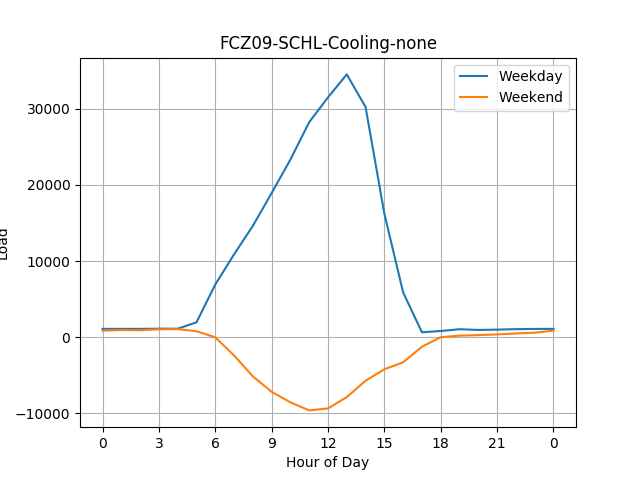 FCZ09-SCHL-Cooling-none
Weekday
Weekend
Load
30000
20000
10000
0
−10000
0 3 6 9 12 15 18 21 0
Hour of Day